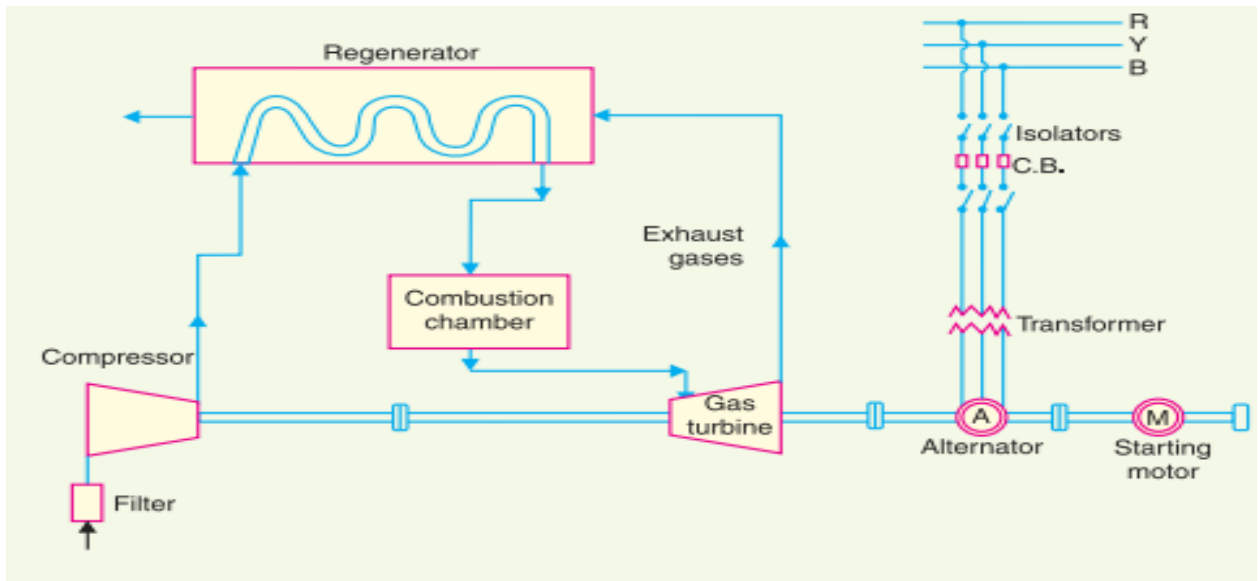 Regenerator
R
Y
B
Isolators
C.B.
Exhaust
gases
Combustion
chamber
Transformer
Compressor
Gas
turbine
A
M
Alternator
Starting
motor
Filter